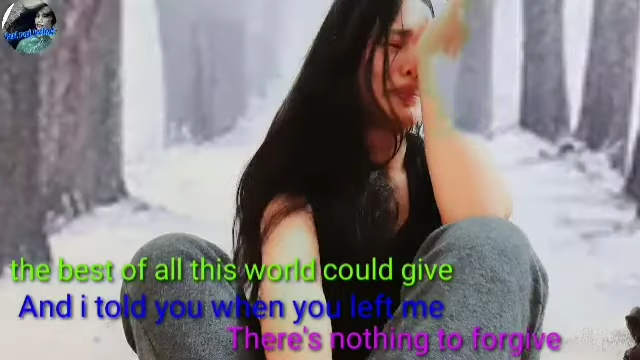 the best of all this world could give
And i told you when you left me
There's nothing to forgive